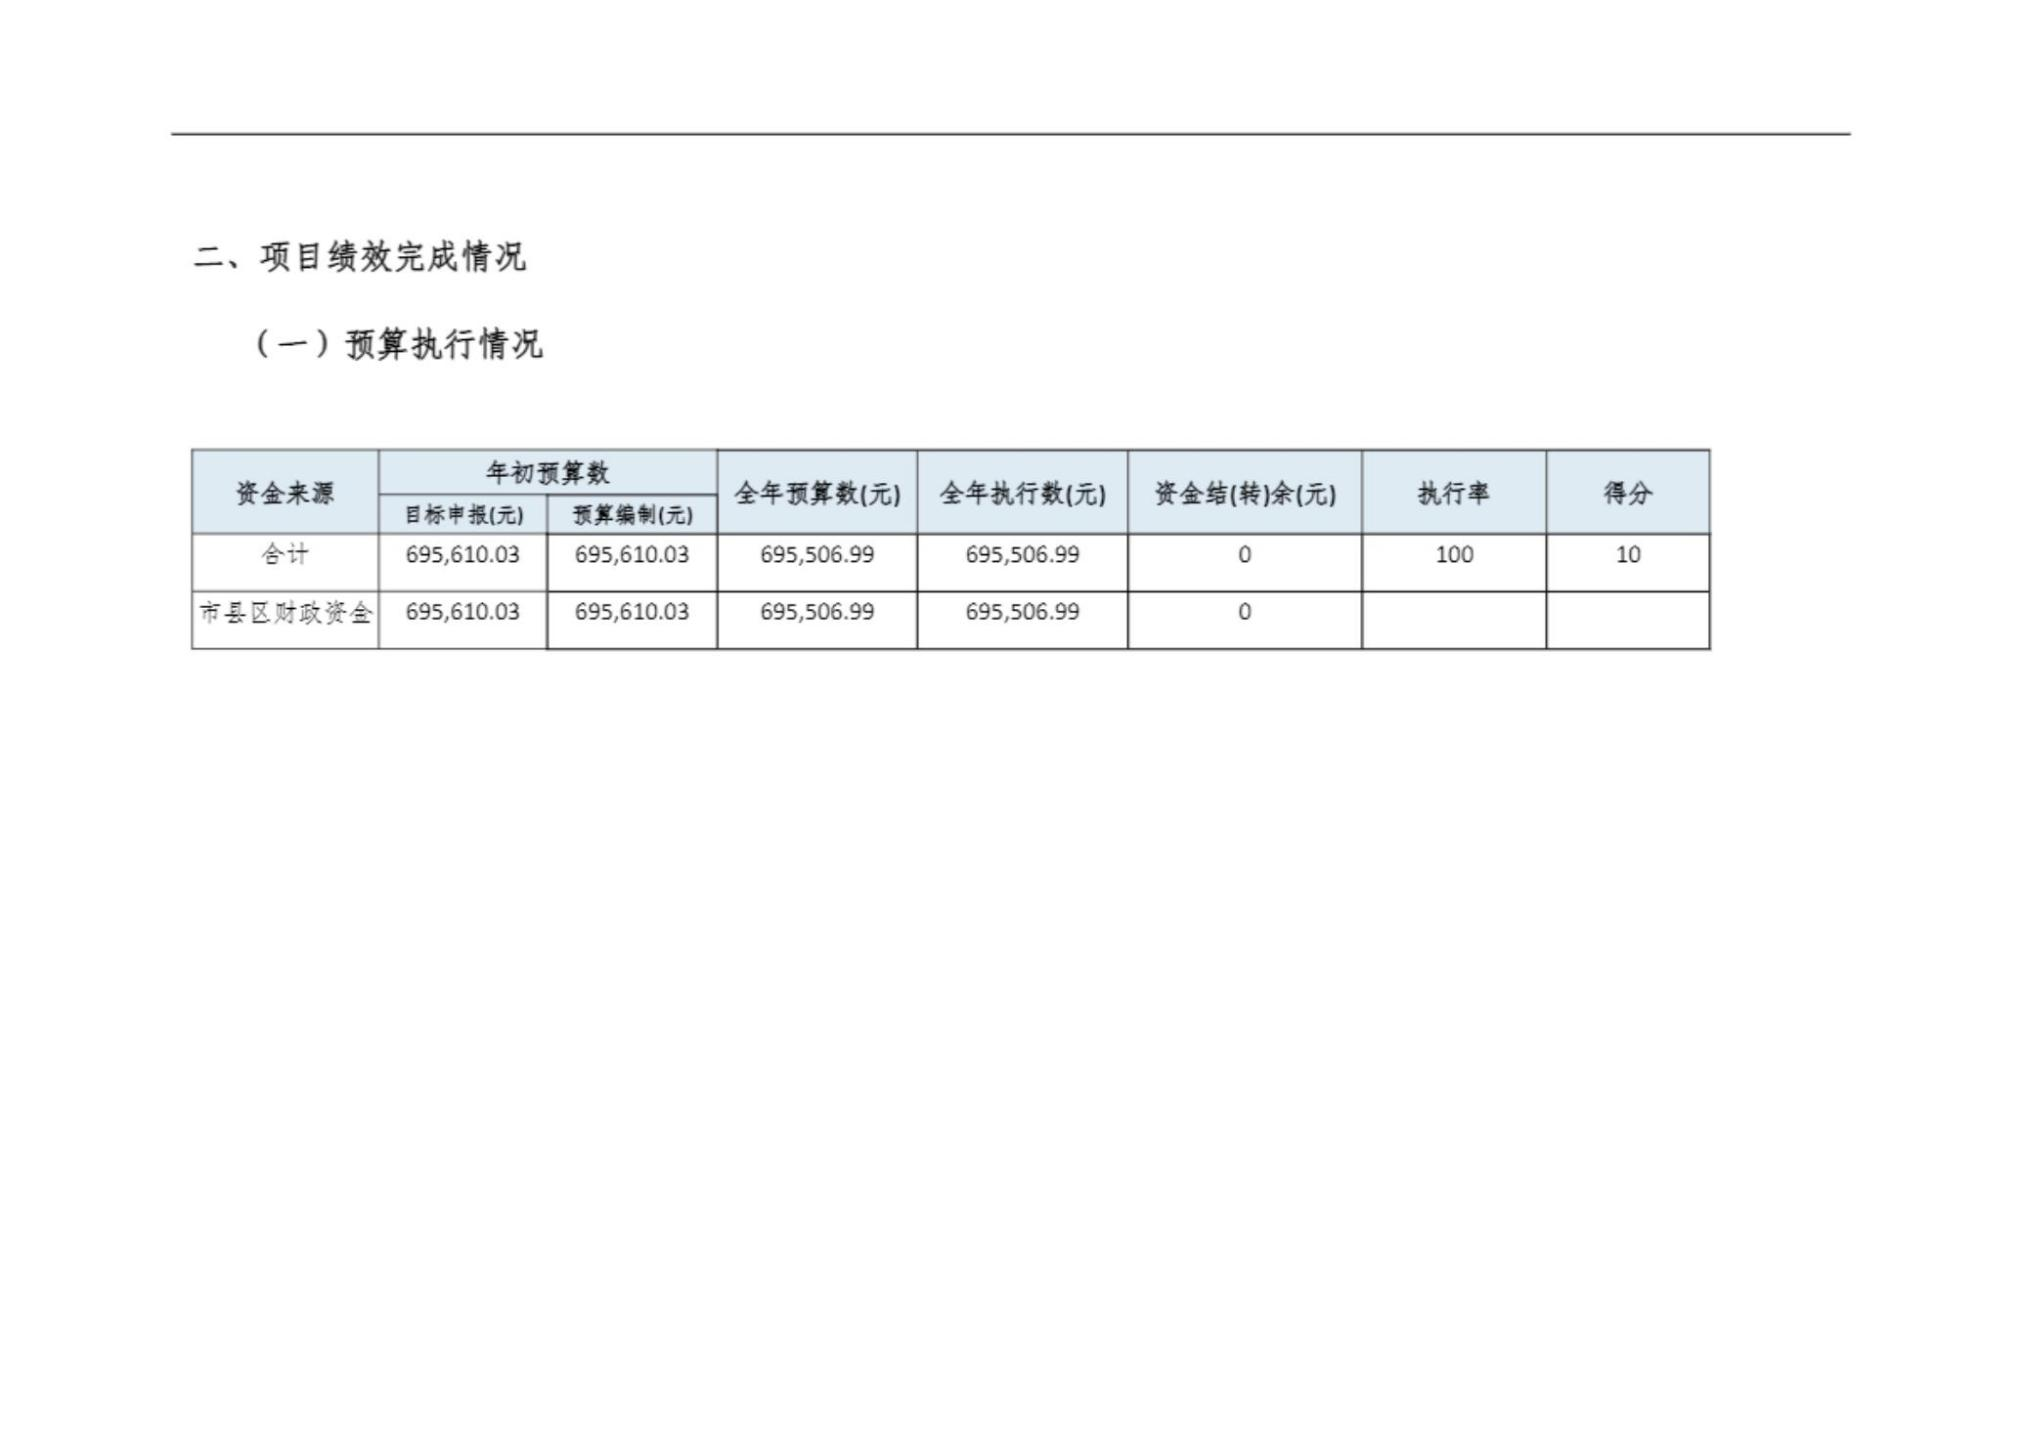 二、项目绩效完成情况
（一）预算执行情况
资金来源 年初预算数 全年预算数(元) 全年执行数(元) 资金结(转)余(元) 执行率 得分
目标申报(元) 预算编制(元)
合计 695,610.03 695,610.03 695,506.99 695,506.99 0 100 10
市县区财政资金 695,610.03 695,610.03 695,506.99 695,506.99 0